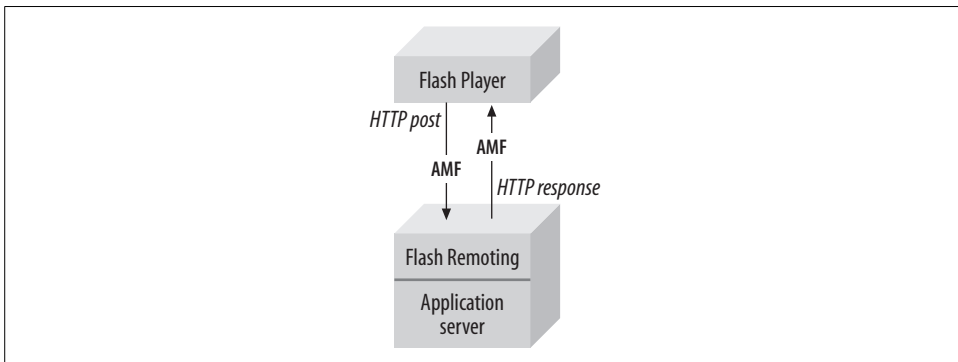 Flash Player
HTTP post
AMF
AMF
HTTP response
Flash Remoting
Application
server